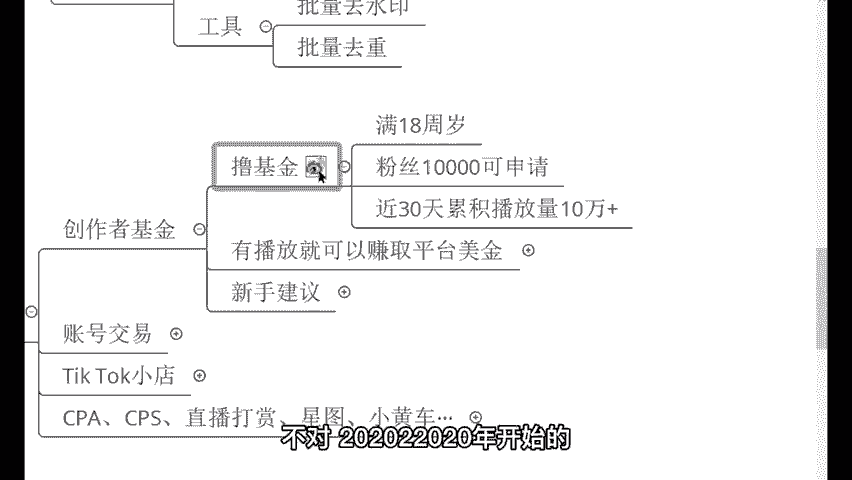 批量去水印
工具
批量去重
满18周岁
撸基金
粉丝10000可申请
近30天累积播放量10万+
创作者基金
有播放就可以赚取平台美金
新手建议
账号交易
Tik Tok小店
CPA、CPS、直播打赏、星图、小黄车…
不对 202022020年开始的